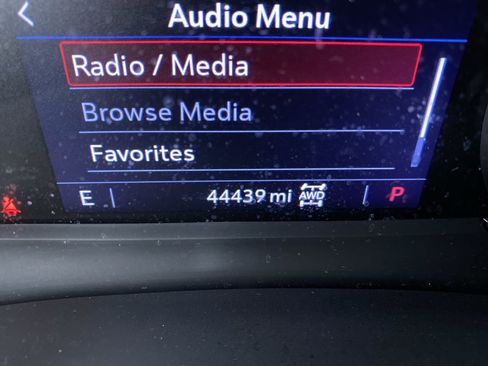 Audio Menu
Radio / Media
Browse Media
Favorites
E 44439 mi AWD P